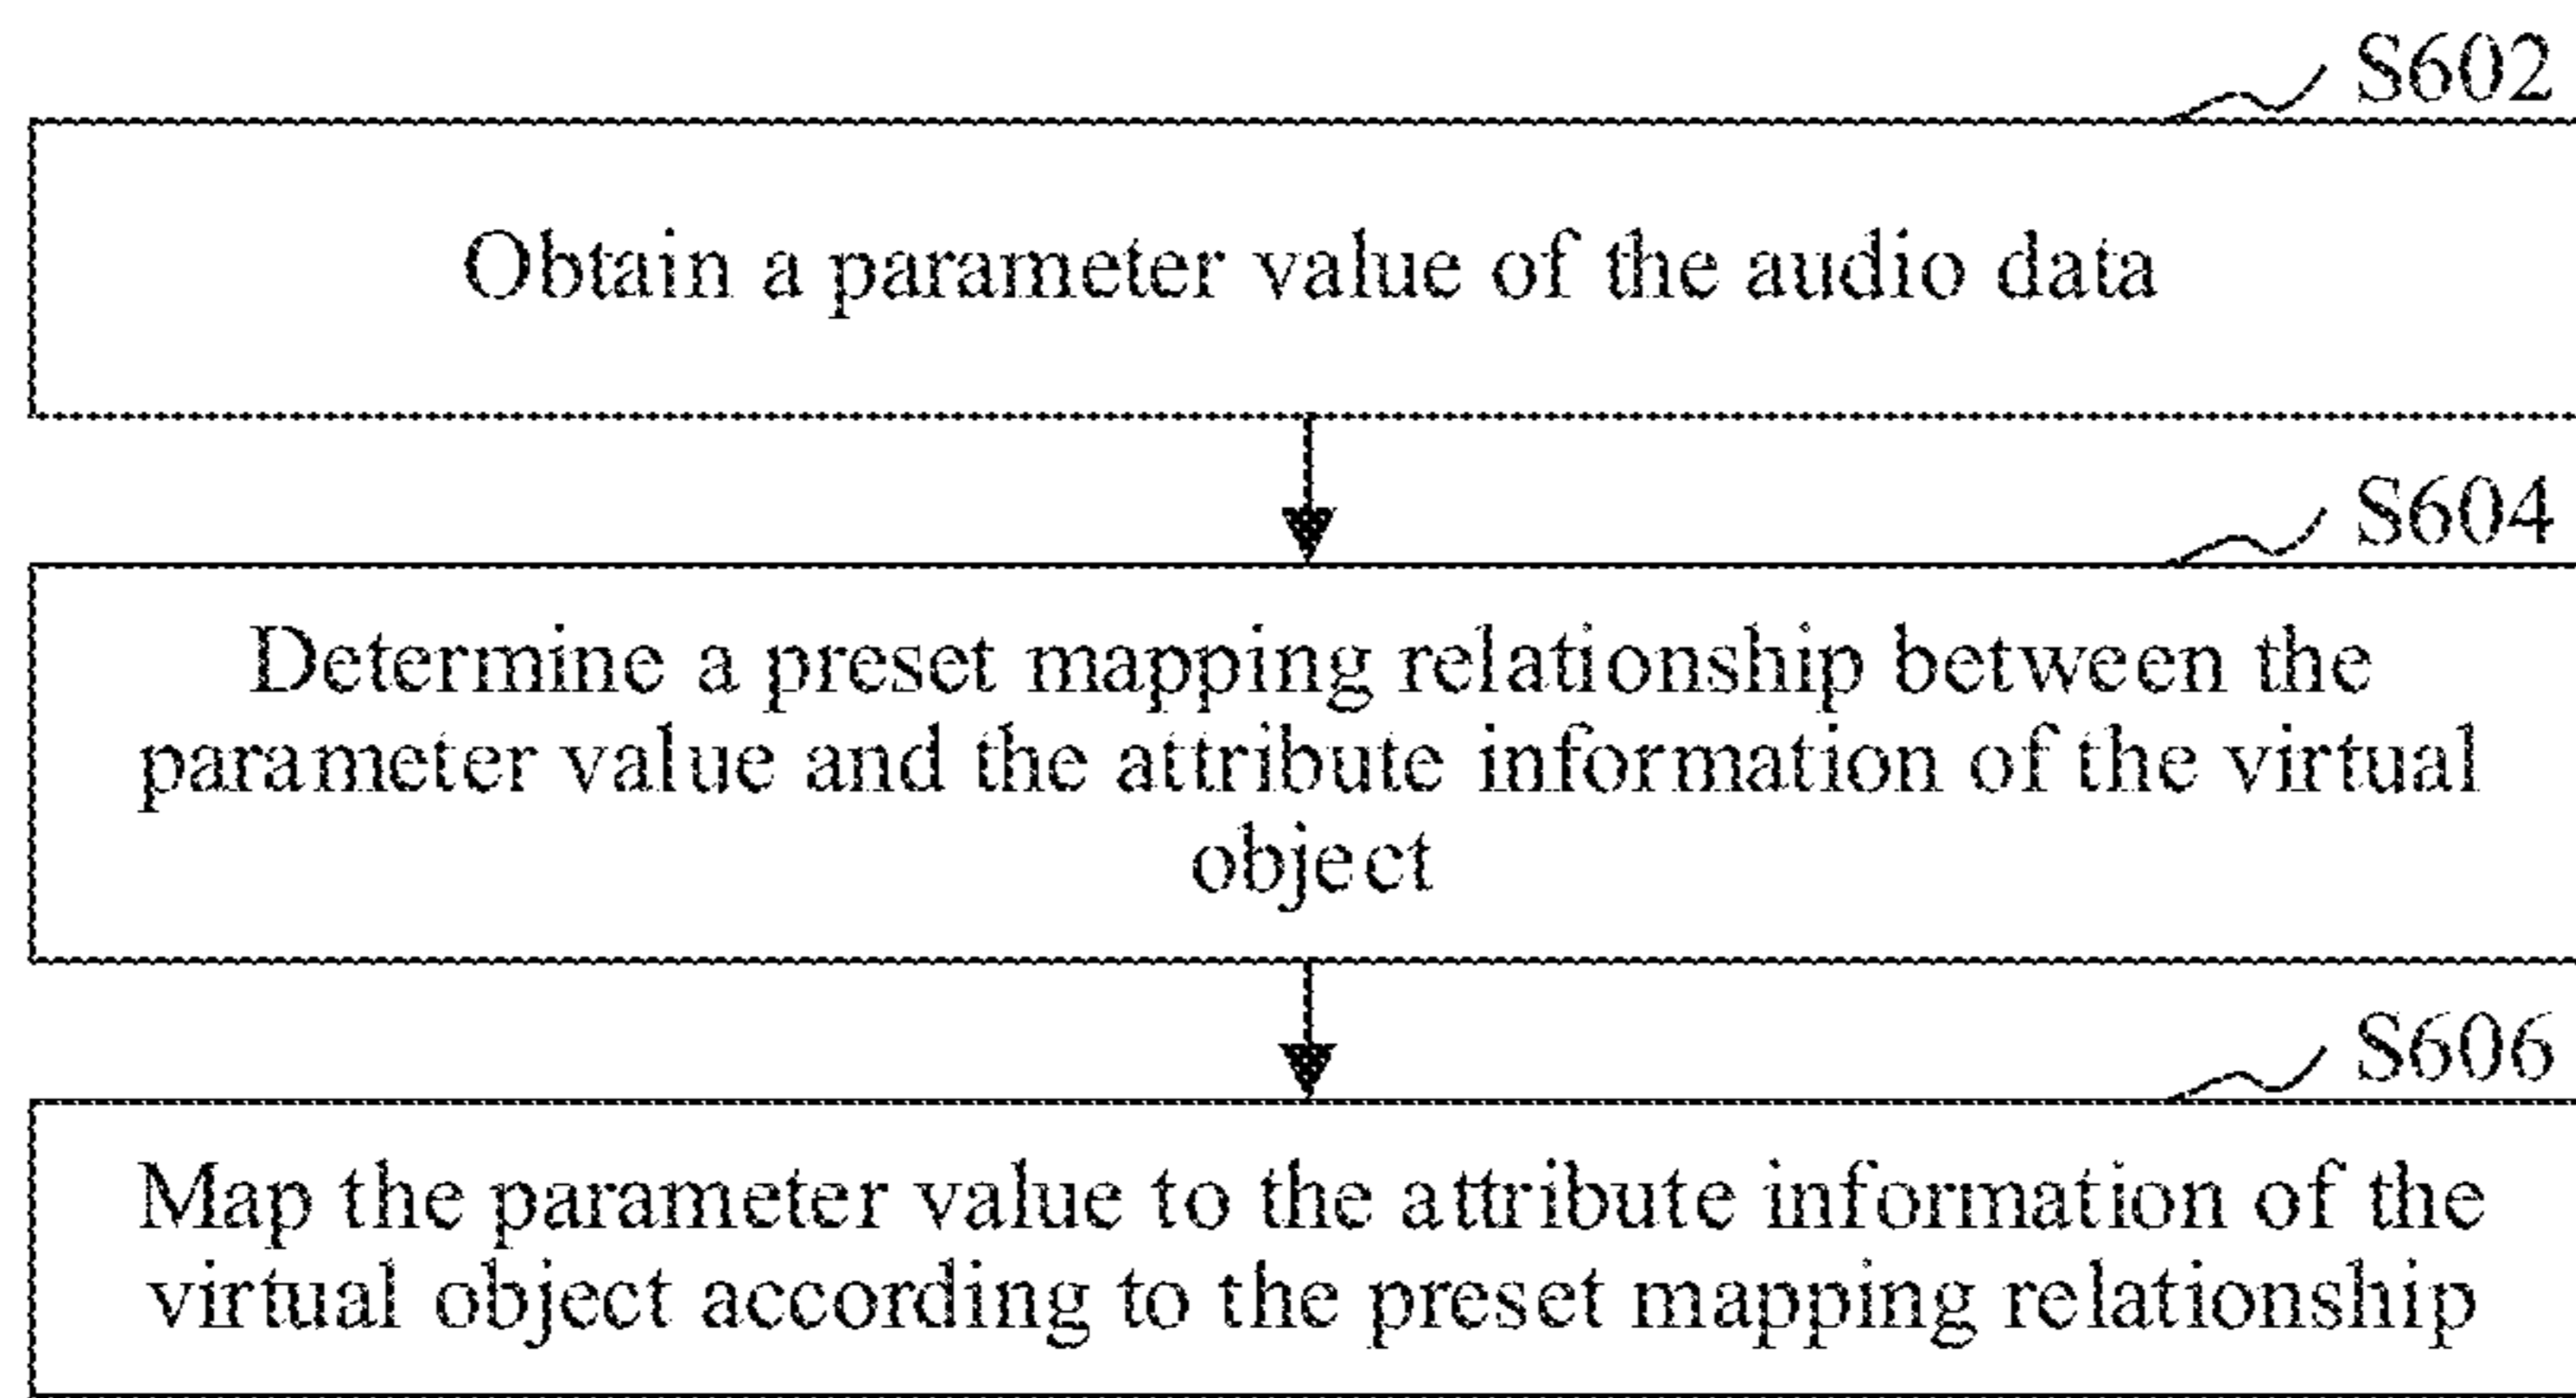 S602
Obtain a parameter value of the audio data
S604
Determine a preset mapping relationship between the
parameter value and the attribute information of the virtual
object
S606
Map the parameter value to the attribute information of the
virtual object according to the preset mapping relationship